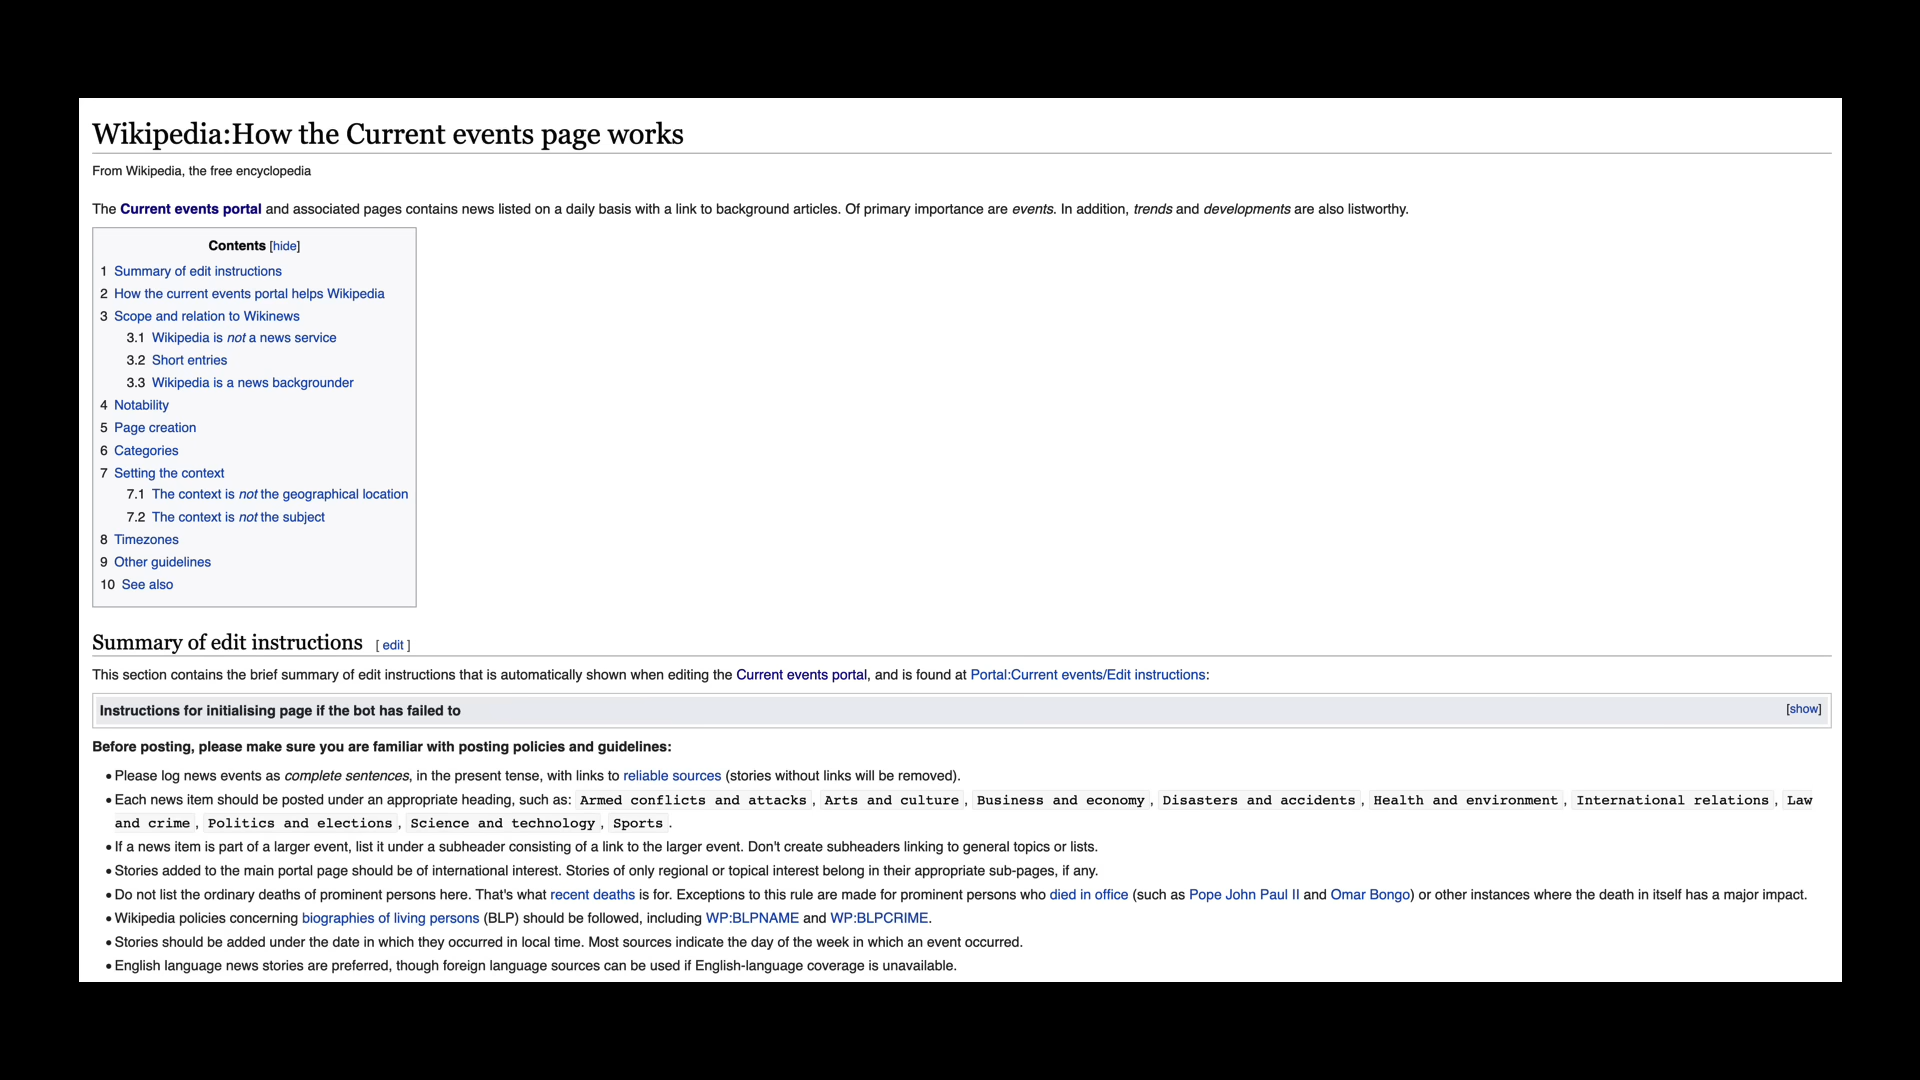 Wikipedia:How the Current events page works
From Wikipedia, the free encyclopedia
The Current events portal and associated pages contains news listed on a daily basis with a link to background articles. Of primary importance are events. In addition, trends and developments are also listworthy.
Contents [hide]
1 Summary of edit instructions
2 How the current events portal helps Wikipedia
3 Scope and relation to Wikinews
3.1 Wikipedia is not a news service
3.2 Short entries
3.3 Wikipedia is a news backgrounder
4 Notability
5 Page creation
6 Categories
7 Setting the context
7.1 The context is not the geographical location
7.2 The context is not the subject
8 Timezones
9 Other guidelines
10 See also
Summary of edit instructions [ edit ]
This section contains the brief summary of edit instructions that is automatically shown when editing the Current events portal, and is found at Portal:Current events/Edit instructions:
Instructions for initialising page if the bot has failed to [show]
Before posting, please make sure you are familiar with posting policies and guidelines:
• Please log news events as complete sentences, in the present tense, with links to reliable sources (stories without links will be removed).
• Each news item should be posted under an appropriate heading, such as: Armed conflicts and attacks , Arts and culture , Business and economy , Disasters and accidents , Health and environment , International relations , Law
and crime , Politics and elections , Science and technology , Sports .
• If a news item is part of a larger event, list it under a subheader consisting of a link to the larger event. Don't create subheaders linking to general topics or lists.
• Stories added to the main portal page should be of international interest. Stories of only regional or topical interest belong in their appropriate sub-pages, if any.
• Do not list the ordinary deaths of prominent persons here. That's what recent deaths is for. Exceptions to this rule are made for prominent persons who died in office (such as Pope John Paul II and Omar Bongo) or other instances where the death in itself has a major impact.
• Wikipedia policies concerning biographies of living persons (BLP) should be followed, including WP:BLPNAME and WP:BLPCRIME.
• Stories should be added under the date in which they occurred in local time. Most sources indicate the day of the week in which an event occurred.
• English language news stories are preferred, though foreign language sources can be used if English-language coverage is unavailable.